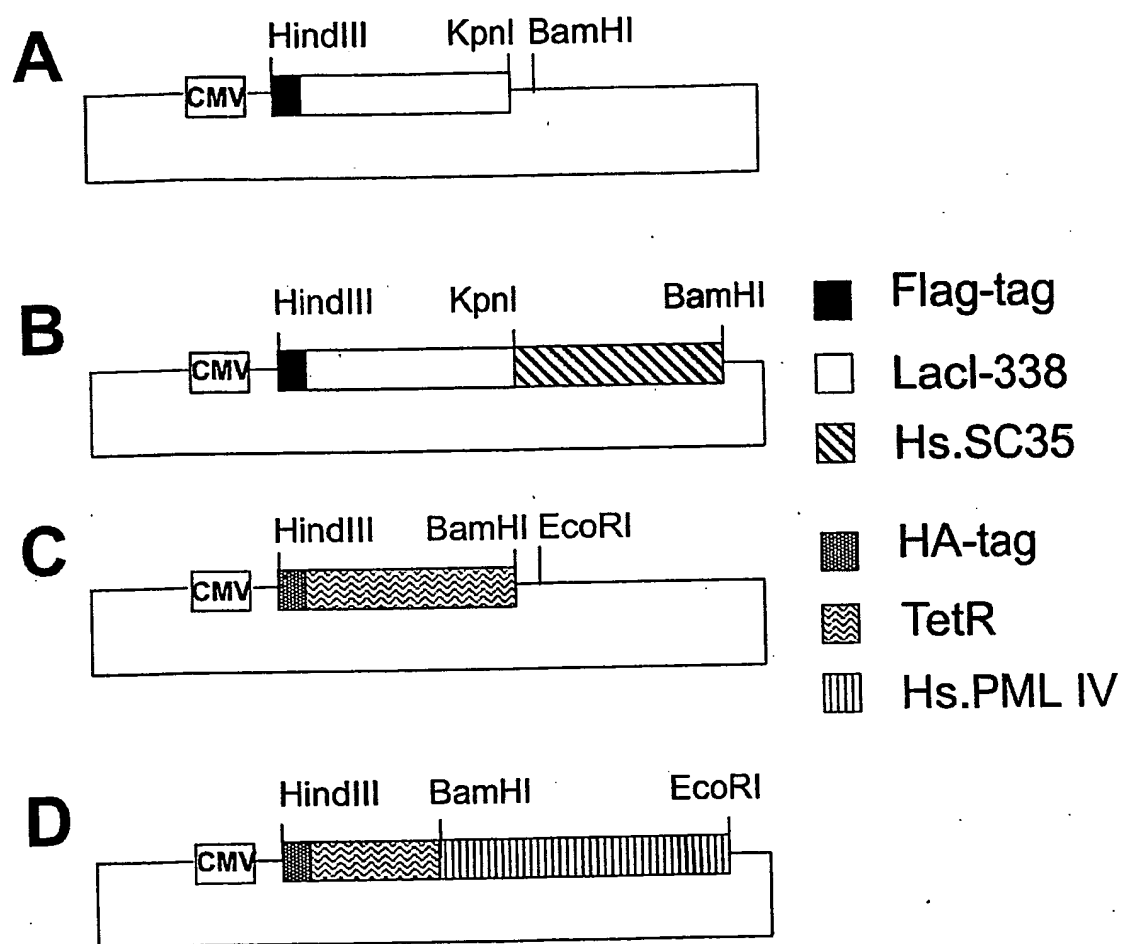 A
HindIII KpnI BamHI
CMV
B
HindIII KpnI BamHI
CMV
Flag-tag
LacI-338
Hs.SC35
C
HindIII BamHI EcoRI
CMV
HA-tag
TetR
Hs.PML IV
D
HindIII BamHI EcoRI
CMV